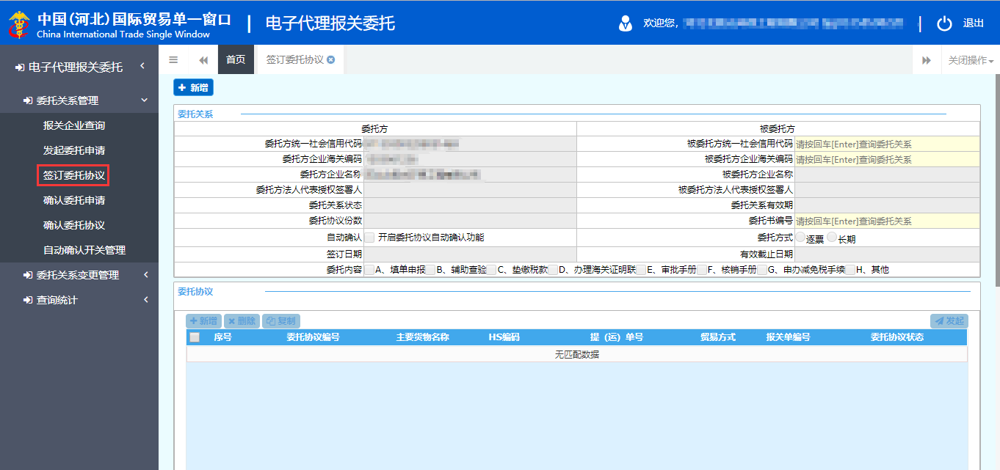 中国(河北)国际贸易单一窗口
China International Trade Single Window
电子代理报关委托
欢迎您,
退出
电子代理报关委托
委托关系管理
报关企业查询
发起委托申请
签订委托协议
确认委托申请
确认委托协议
自动确认开关管理
委托关系变更管理
查询统计
首页 签订委托协议 关闭操作
新增
委托关系
委托方 被委托方
委托方统一社会信用代码 被委托方统一社会信用代码 请按回车[Enter]查询委托关系
委托方企业海关编码 被委托方企业海关编码 请按回车[Enter]查询委托关系
委托方企业名称 被委托方企业名称
委托方法人代表授权签署人 被委托方法人代表授权签署人
委托关系状态 委托关系有效期
委托协议份数 委托书编号 请按回车[Enter]查询委托关系
自动确认 开启委托协议自动确认功能 委托方式 逐票 长期
签订日期 有效截止日期
委托内容 A、填单申报 B、辅助查验 C、垫缴税款 D、办理海关证明联 E、审批手册 F、核销手册 G、申办减免税手续 H、其他
委托协议
新增 删除 复制 发起
序号 委托协议编号 主要货物名称 HS编码 提（运）单号 贸易方式 报关单编号 委托协议状态
无匹配数据